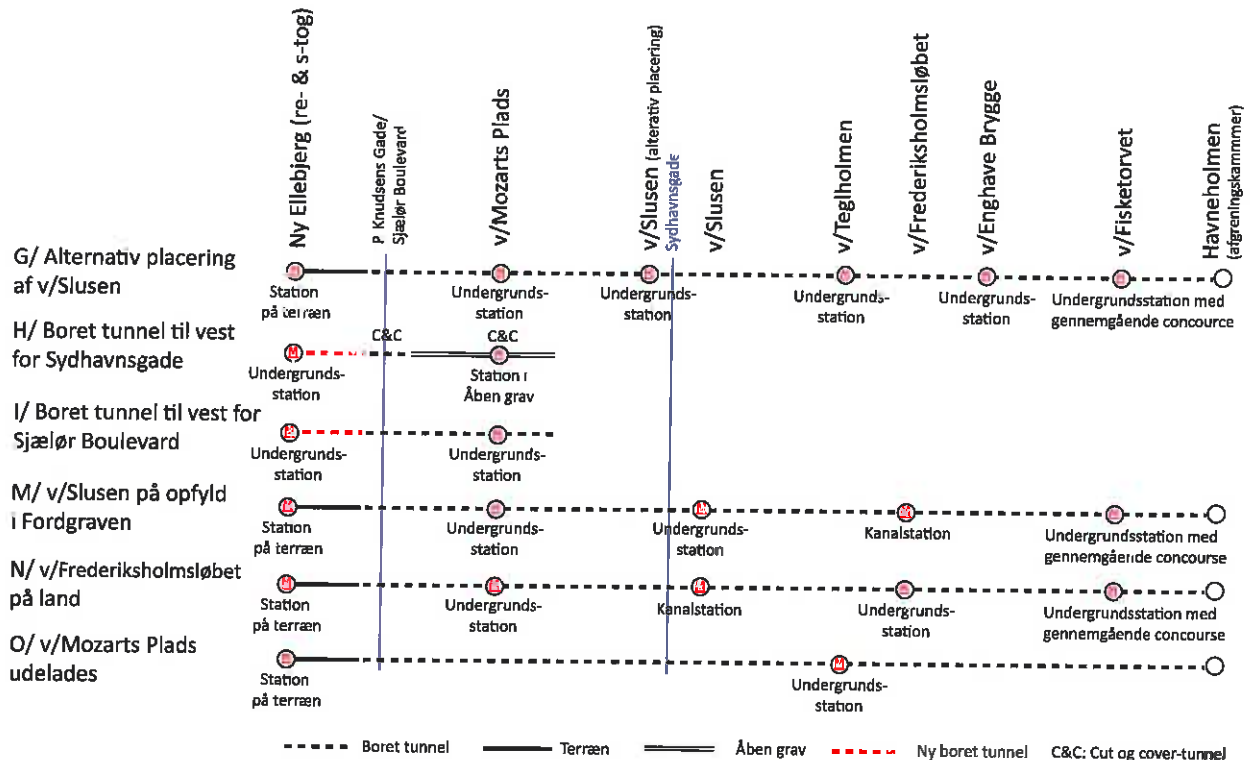 Ny Ellebjerg (re- & s-tog)
P Knudsens Gade/
Sjælør Boulevard
v/Mozarts Plads
v/Slusen (alterativ placering)
Sydhavnsgade
v/Slusen
v/Teglholmen
v/Frederiksholmsløbet
v/Enghave Brygge
v/Fisketorvet
Havneholmen
(afgreningskammmer)
G/ Alternativ placering
af v/Slusen
Station
på terræn
Undergrunds-
station
Undergrunds-
station
Undergrunds-
station
Undergrunds-
station
Undergrundsstation med
gennemgående concource
H/ Boret tunnel til vest
for Sydhavnsgade
C&C
C&C
M
Undergrunds-
station
Station i
Åben grav
I/ Boret tunnel til vest for
Sjælør Boulevard
M
Undergrunds-
station
Undergrunds-
station
M/ v/Slusen på opfyld
i Fordgraven
M
M
M
Station
på terræn
Undergrunds-
station
Undergrunds-
station
Kanalstation
Undergrundsstation med
gennemgående concourse
N/ v/Frederiksholmsløbet
på land
M
M
M
Station
på terræn
Undergrunds-
station
Kanalstation
Undergrunds-
station
Undergrundsstation med
gennemgående concourse
O/ v/Mozarts Plads
udelades
M
Station
på terræn
Undergrunds-
station
Boret tunnel
Terræn
Åben grav
Ny boret tunnel
C&C: Cut og cover-tunnel